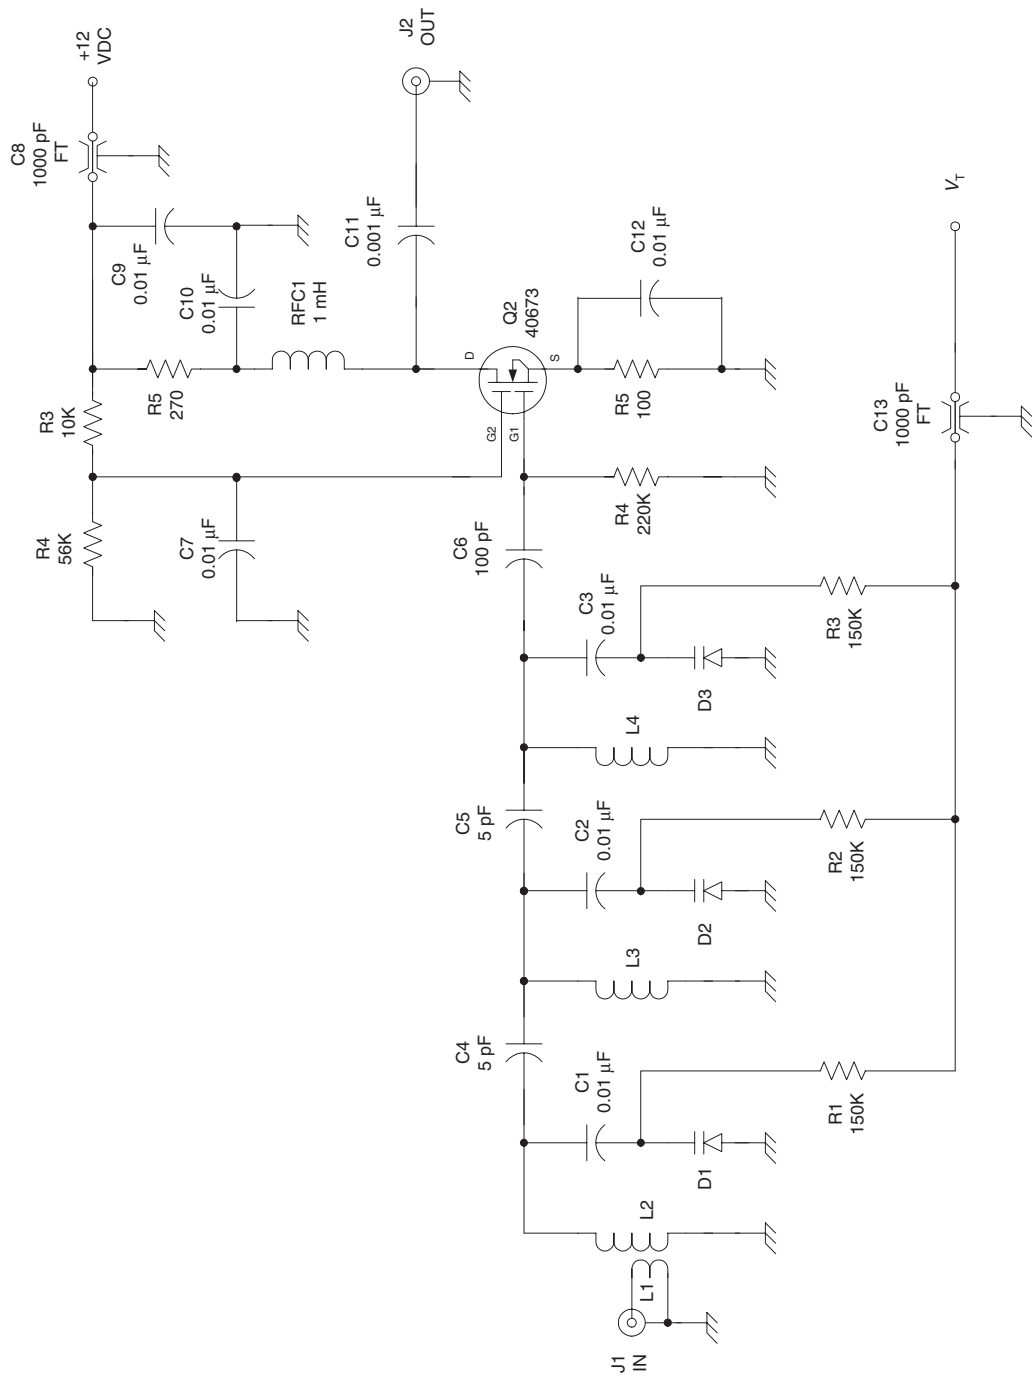 +12
VDC
C8
1000 pF
FT
C9
0.01 µF
C10
0.01 µF
RFC1
1 mH
R5
270
R3
10K
R4
56K
C7
0.01 µF
C11
0.001 µF
J2
OUT
D
S
G2
G1
Q2
40673
C12
0.01 µF
R5
100
R4
220K
C6
100 pF
C3
0.01 µF
D3
L4
C5
5 pF
C2
0.01 µF
D2
L3
C4
5 pF
C1
0.01 µF
D1
L2
L1
J1
IN
R1
150K
R2
150K
R3
150K
C13
1000 pF
FT
VT